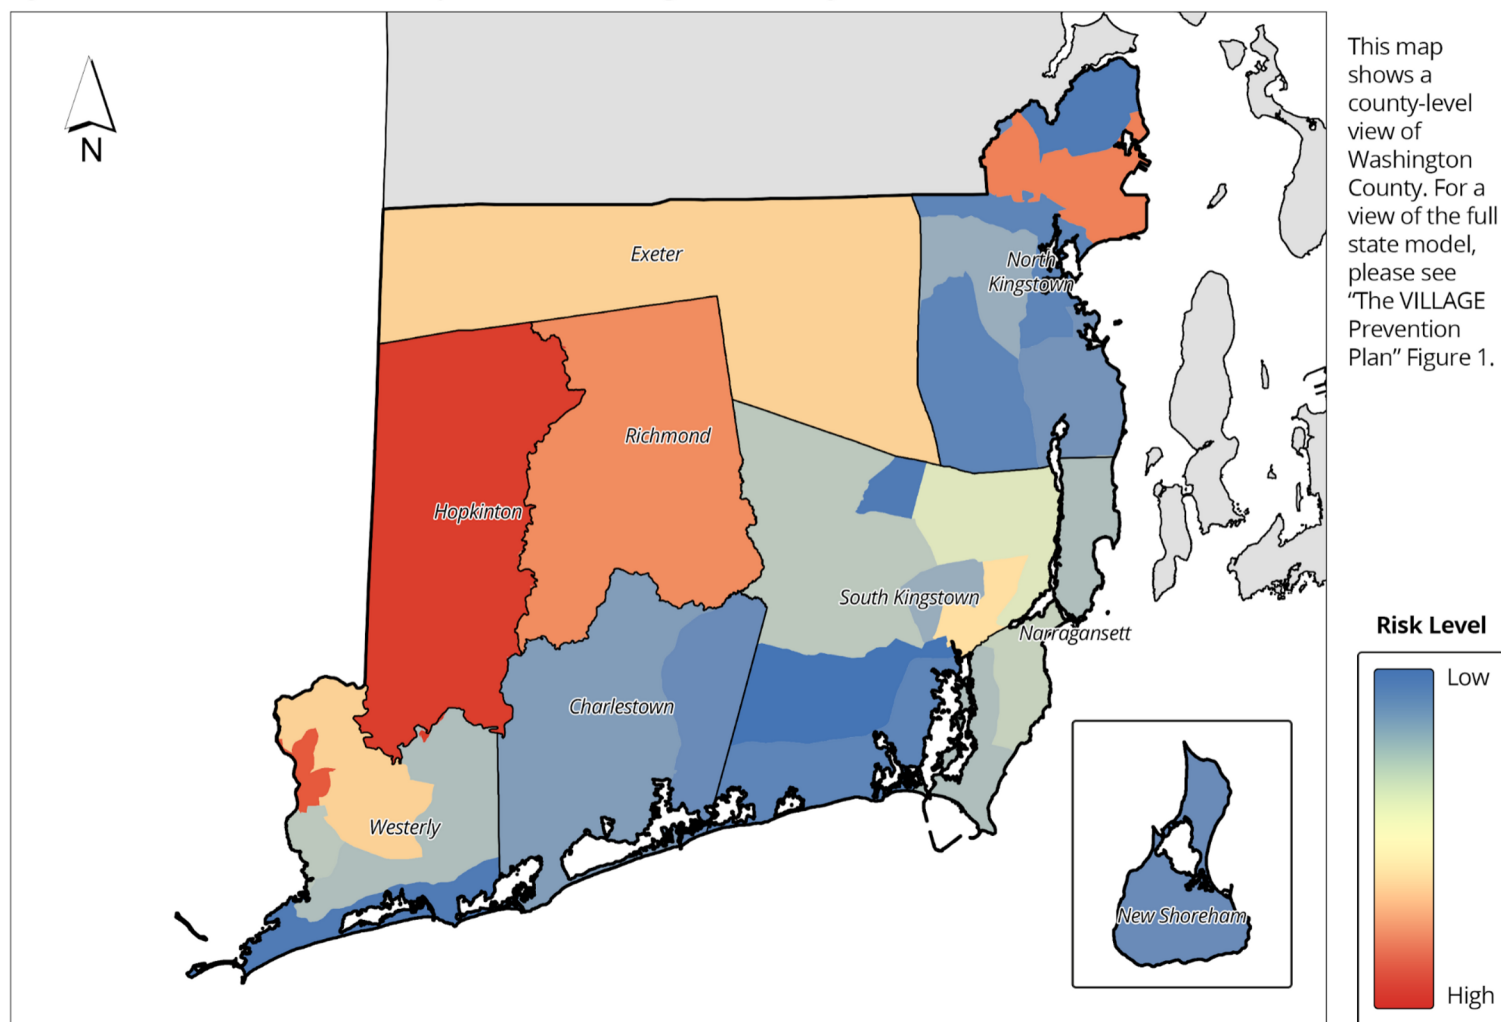 N
This map
shows a
county-level
view of
Washington
County. For a
view of the full
state model,
please see
“The VILLAGE
Prevention
Plan” Figure 1.
Exeter
North
Kingstown
Richmond
Hopkinton
South Kingstown
Narragansett
Charlestown
Westerly
New Shoreham
Risk Level
Low
High